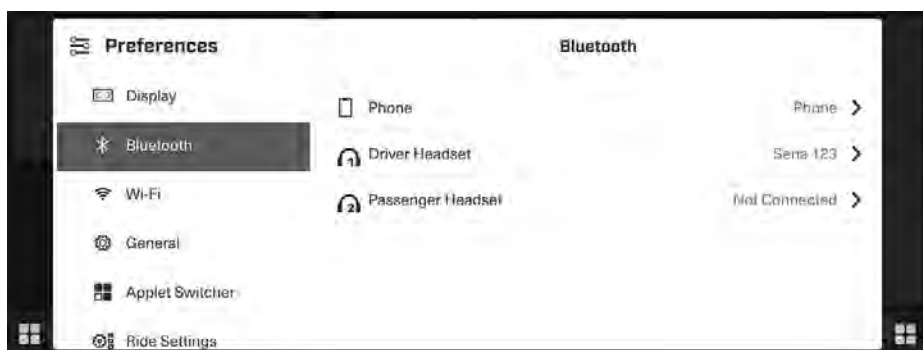 Preferences
Bluetooth
Display
Bluetooth
Wi-Fi
General
Applet Switcher
Ride Settings
Phone
Phone
Driver Headset
123
Passenger Headset
Not Connected